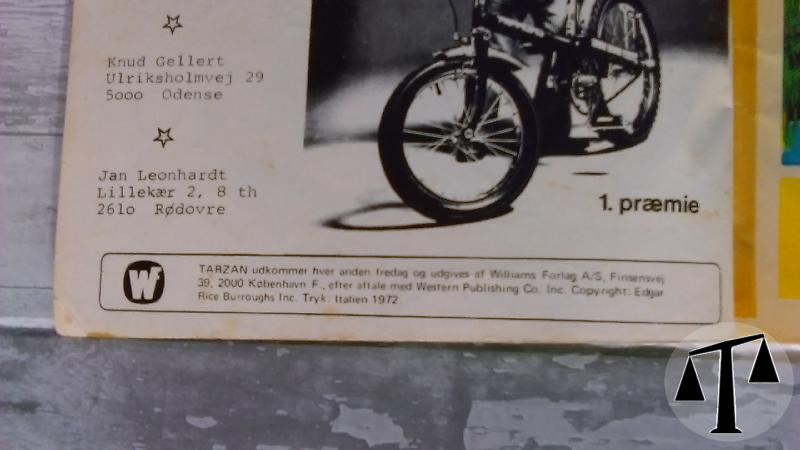 Knud Gellert
Ulriksholmvej 29
5ooo Odense
Jan Leonhardt
Lillekær 2, 8 th
261o Rødovre
1. præmie
Wf
TARZAN udkommer hver anden fredag og udgives af Williams Forlag A/S, Finsensvej
39, 2000 København F., efter aftale med Western Publishing Co. Inc. Copyright: Edgar
Rice Burroughs Inc. Tryk: Italien 1972.